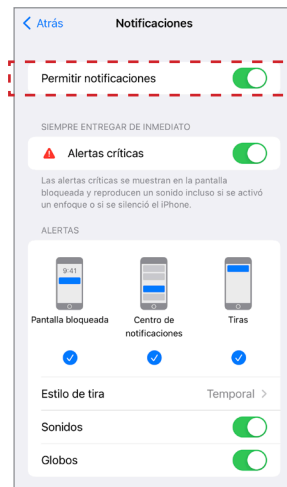 Atrás
Notificaciones
Permitir notificaciones
SIEMPRE ENTREGAR DE INMEDIATO
Alertas críticas
Las alertas críticas se muestran en la pantalla
bloqueada y reproducen un sonido incluso si se activó
un enfoque o si se silenció el iPhone.
ALERTAS
9:41
Pantalla bloqueada
Centro de
notificaciones
Tiras
Estilo de tira
Temporal
Sonidos
Globos